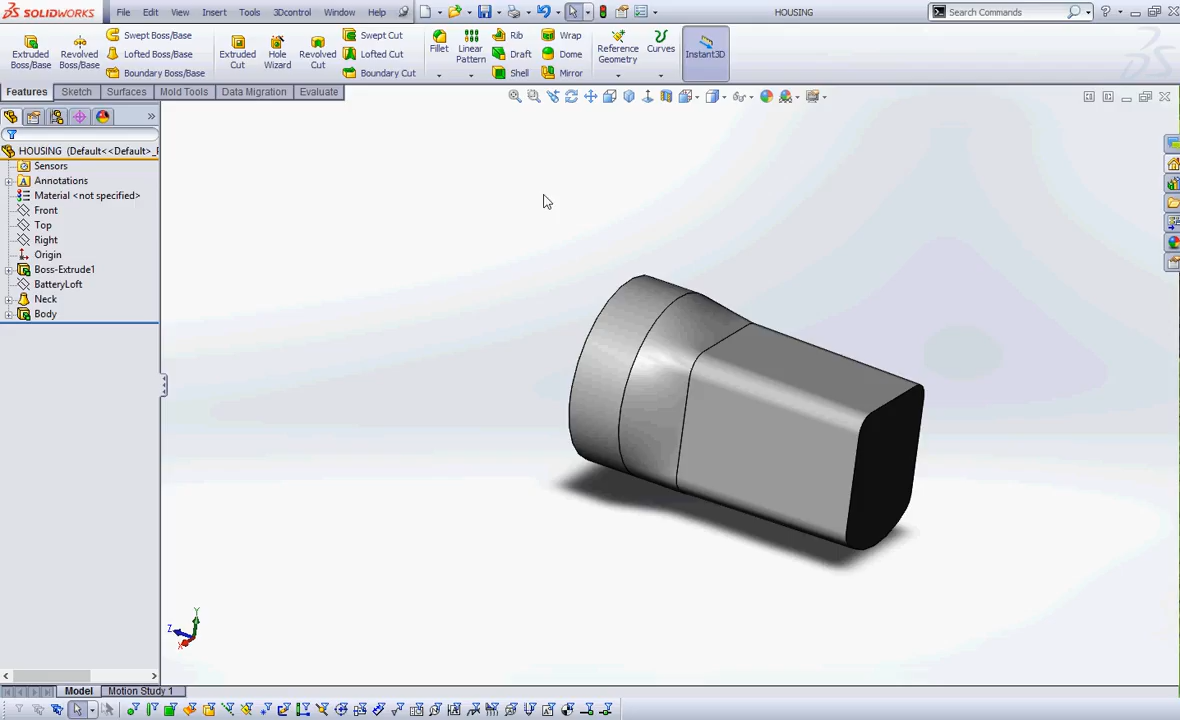 SOLIDWORKS File Edit View Insert Tools 3Dcontrol Window Help HOUSING Search Commands
Extruded Boss/Base
Revolved Boss/Base
Swept Boss/Base
Lofted Boss/Base
Boundary Boss/Base
Extruded Cut
Hole Wizard
Revolved Cut
Swept Cut
Lofted Cut
Boundary Cut
Fillet
Linear Pattern
Rib
Draft
Shell
Wrap
Dome
Mirror
Reference Geometry
Curves
Instant3D
Features Sketch Surfaces Mold Tools Data Migration Evaluate
HOUSING (Default<<Default>_
Sensors
Annotations
Material <not specified>
Front
Top
Right
Origin
Boss-Extrude1
BatteryLoft
Neck
Body
Y
Z
X
Model Motion Study 1